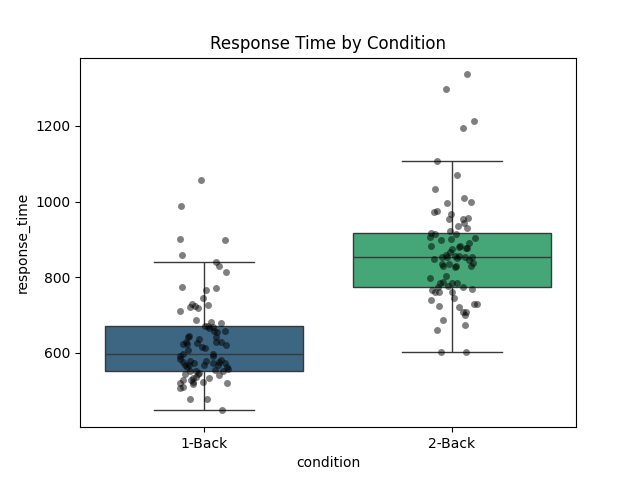 Response Time by Condition
response_time
1200
1000
800
600
1-Back
2-Back
condition